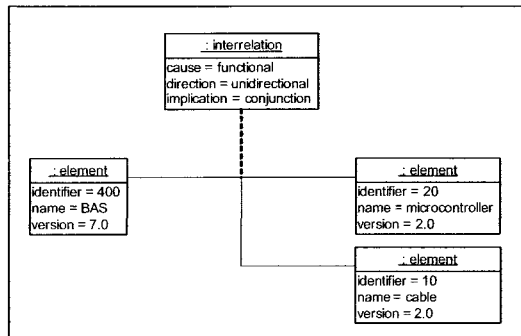 : interrelation
cause = functional
direction = unidirectional
implication = conjunction
: element
identifier = 400
name = BAS
version = 7.0
: element
identifier = 20
name = microcontroller
version = 2.0
: element
identifier = 10
name = cable
version = 2.0